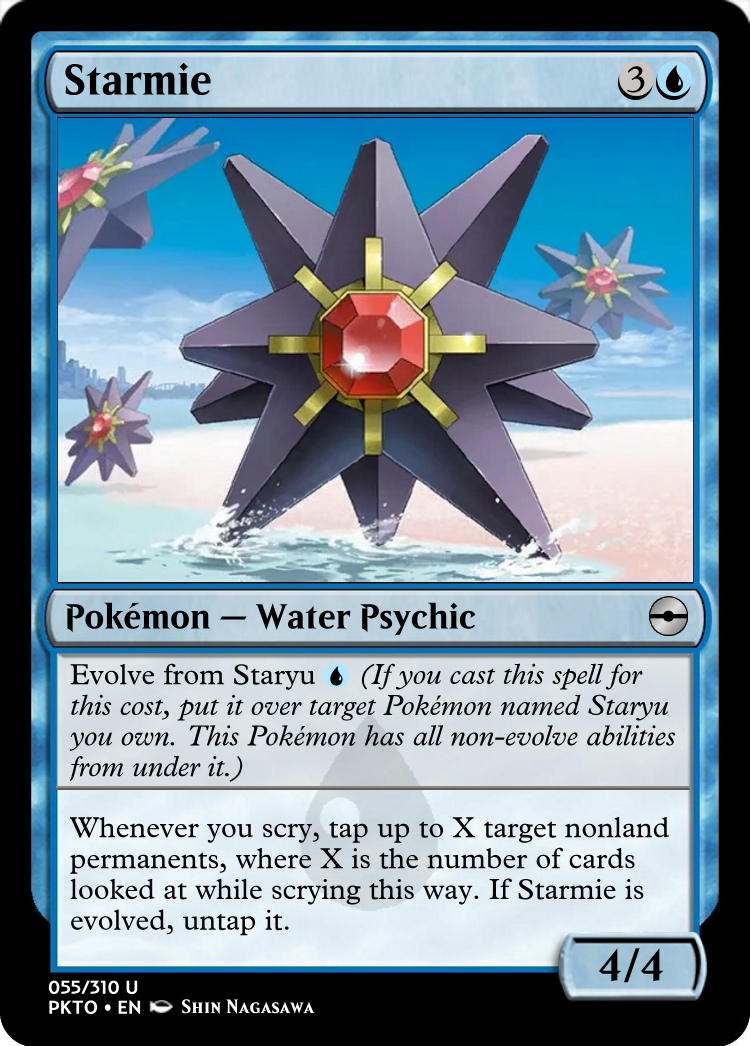 Starmie 3
Pokémon — Water Psychic
Evolve from Staryu (If you cast this spell for
this cost, put it over target Pokémon named Staryu
you own. This Pokémon has all non-evolve abilities
from under it.)
Whenever you scry, tap up to X target nonland
permanents, where X is the number of cards
looked at while scrying this way. If Starmie is
evolved, untap it.
4/4
055/310 U
PKTO • EN Shin Nagasawa